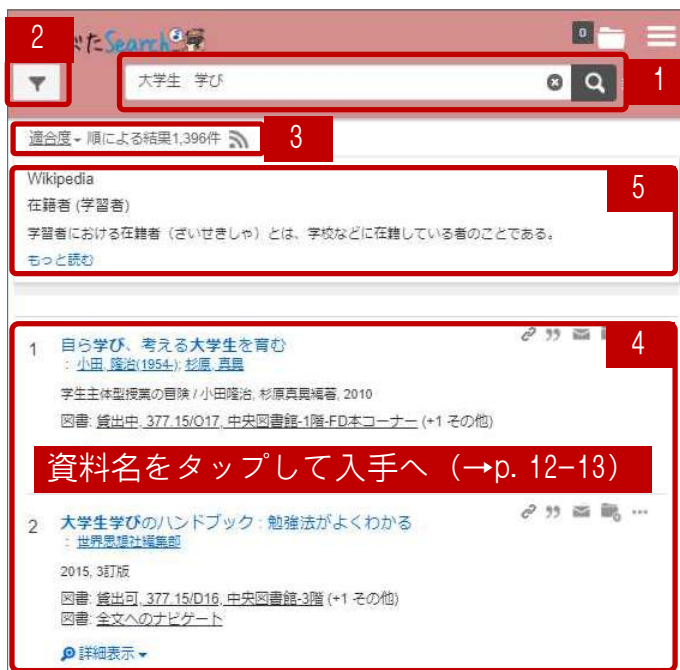 2
たSearch
0
大学生 学び
1
適合度 順による結果1,396件
3
Wikipedia
5
在籍者 (学習者)
学習者における在籍者（ざいせきしゃ）とは、学校などに在籍している者のことである。
もっと読む
4
1 自ら学び、考える大学生を育む
: 小田, 隆治(1954-); 杉原, 真晃
学生主体型授業の冒険 / 小田隆治, 杉原真晃編著, 2010
図書: 貸出中, 377.15/O17, 中央図書館-1階-FD本コーナー (+1 その他)
資料名をタップして入手へ（→p. 12-13）
2 大学生学びのハンドブック : 勉強法がよくわかる
: 世界思想社編集部
2015, 3訂版
図書: 貸出可, 377.15/D16, 中央図書館-3階 (+1 その他)
図書: 全文へのナビゲート
詳細表示